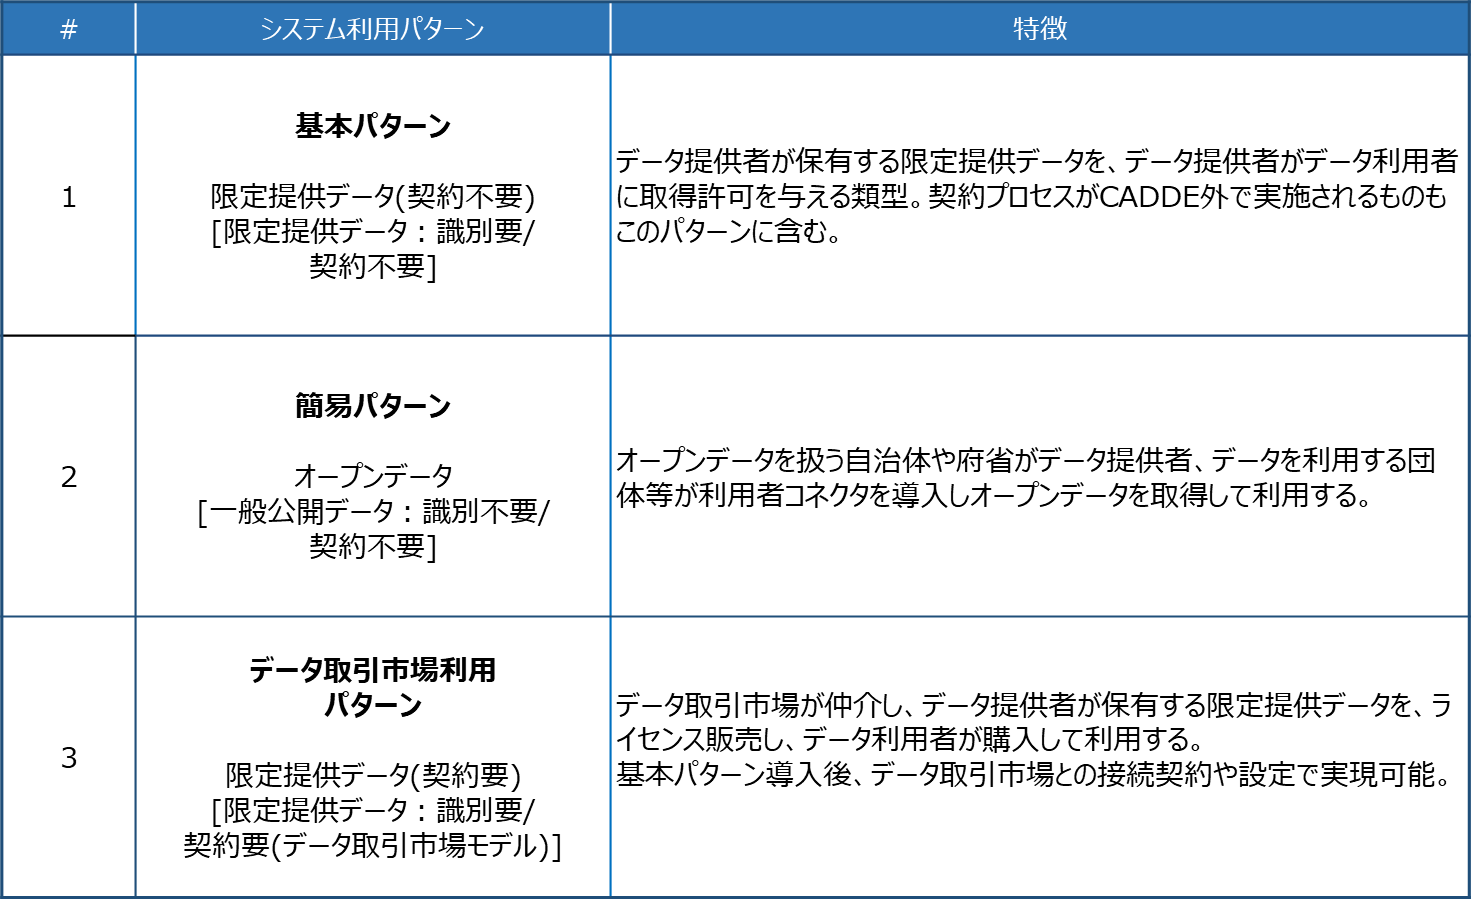 #
システム利用パターン
特徴
1
基本パターン
限定提供データ(契約不要)
[限定提供データ：識別要/
契約不要]
データ提供者が保有する限定提供データを、データ提供者がデータ利用者
に取得許可を与える類型。契約プロセスがCADDE外で実施されるものも
このパターンに含む。
2
簡易パターン
オープンデータ
[一般公開データ：識別不要/
契約不要]
オープンデータを扱う自治体や府省がデータ提供者、データを利用する団
体等が利用者コネクタを導入しオープンデータを取得して利用する。
3
データ取引市場利用
パターン
限定提供データ(契約要)
[限定提供データ：識別要/
契約要(データ取引市場モデル)]
データ取引市場が仲介し、データ提供者が保有する限定提供データを、ラ
イセンス販売し、データ利用者が購入して利用する。
基本パターン導入後、データ取引市場との接続契約や設定で実現可能。